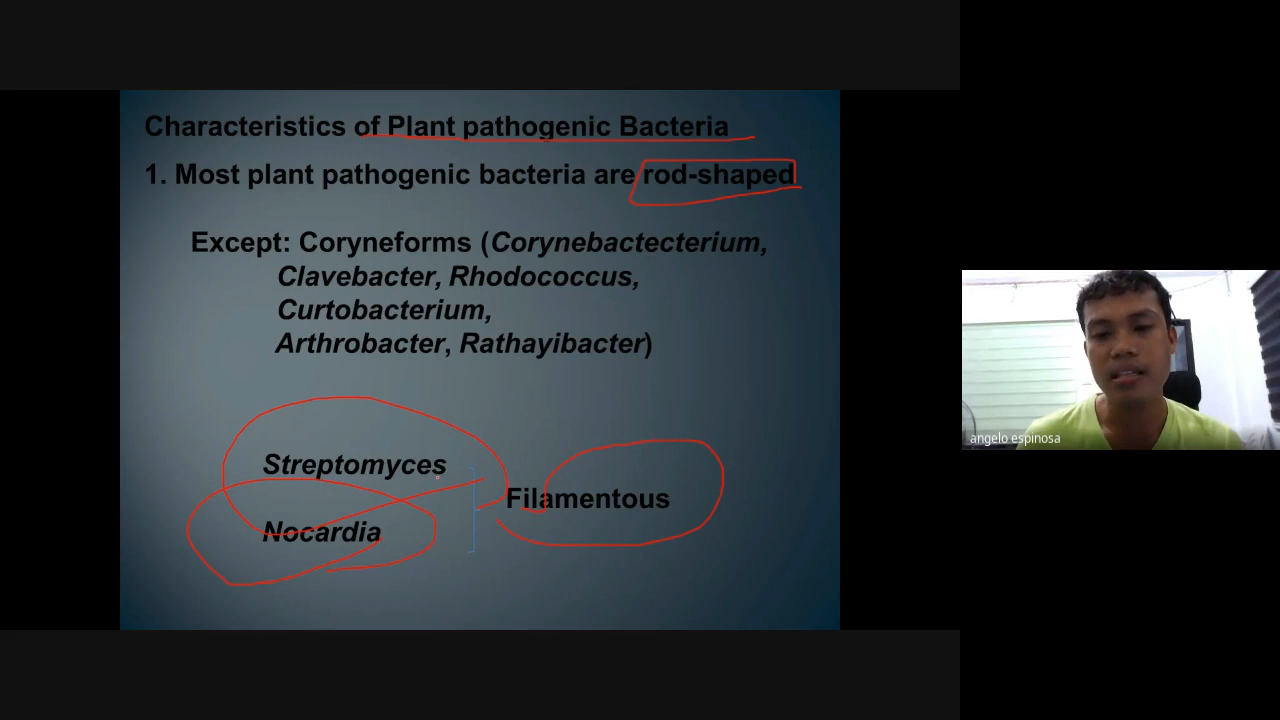 Characteristics of Plant pathogenic Bacteria
1. Most plant pathogenic bacteria are rod-shaped
Except: Coryneforms (Corynebactecterium,
Clavebacter, Rhodococcus,
Curtobacterium,
Arthrobacter, Rathayibacter)
Streptomyces
Filamentous
Nocardia
angelo espinosa